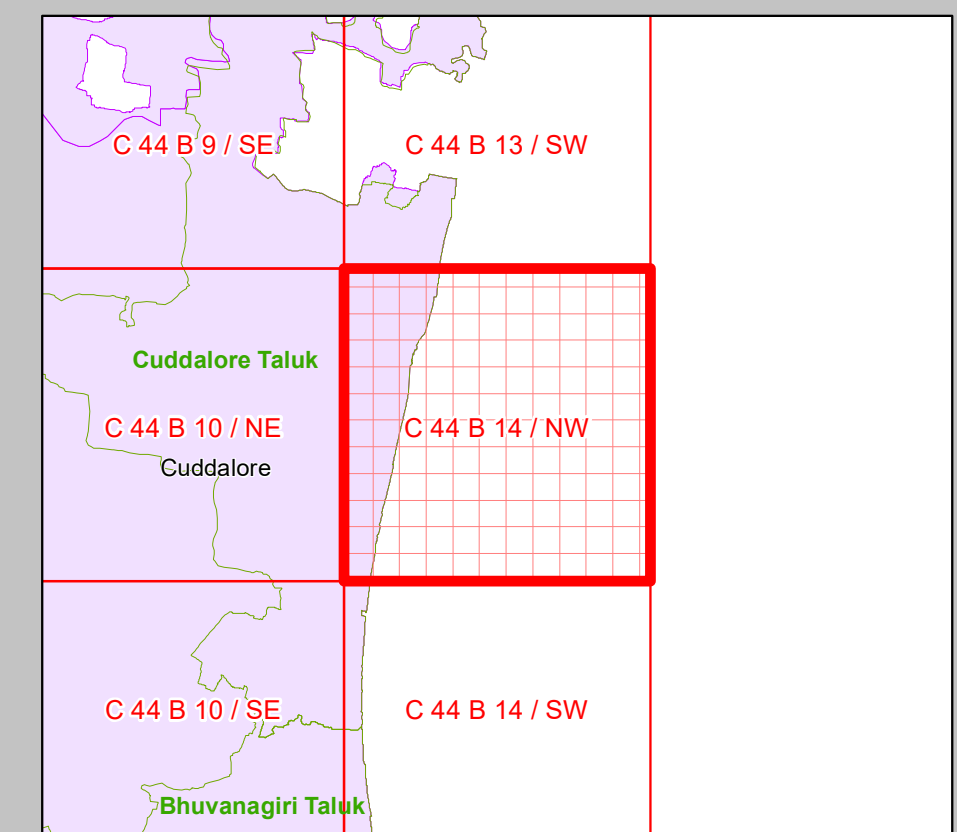 C 44 B 9 / SE
C 44 B 13 / SW
Cuddalore Taluk
C 44 B 10 / NE
C 44 B 14 / NW
Cuddalore
C 44 B 10 / SE
C 44 B 14 / SW
Bhuvanagiri Taluk